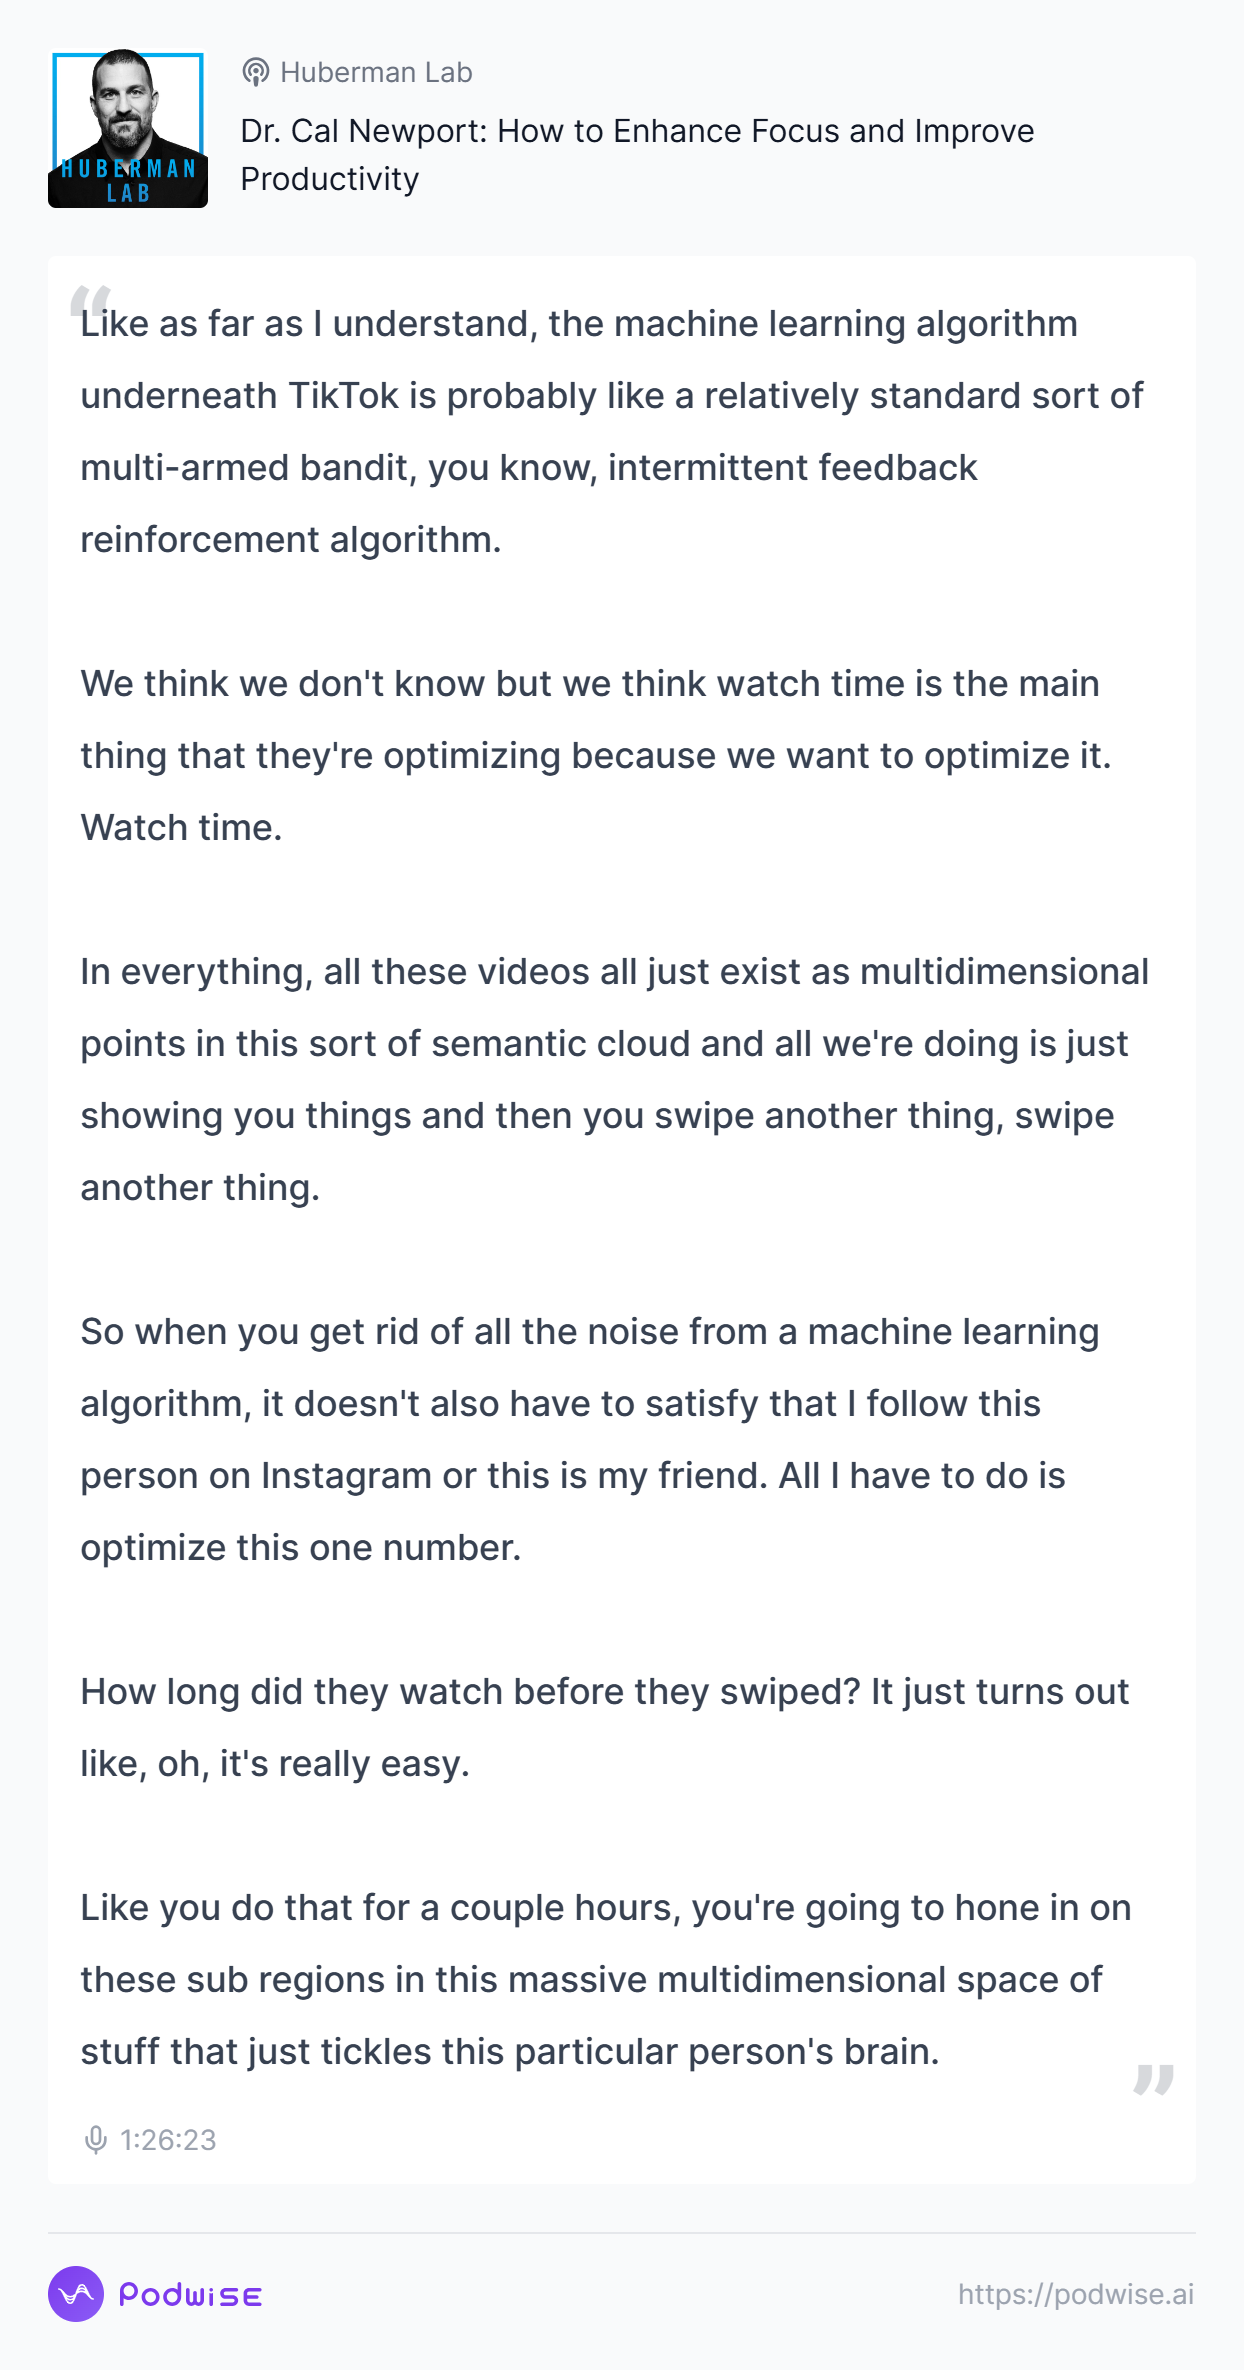 Huberman Lab
Dr. Cal Newport: How to Enhance Focus and Improve
Productivity
HUBERMAN
LAB
“
Like as far as I understand, the machine learning algorithm
underneath TikTok is probably like a relatively standard sort of
multi-armed bandit, you know, intermittent feedback
reinforcement algorithm.
We think we don't know but we think watch time is the main
thing that they're optimizing because we want to optimize it.
Watch time.
In everything, all these videos all just exist as multidimensional
points in this sort of semantic cloud and all we're doing is just
showing you things and then you swipe another thing, swipe
another thing.
So when you get rid of all the noise from a machine learning
algorithm, it doesn't also have to satisfy that I follow this
person on Instagram or this is my friend. All I have to do is
optimize this one number.
How long did they watch before they swiped? It just turns out
like, oh, it's really easy.
Like you do that for a couple hours, you're going to hone in on
these sub regions in this massive multidimensional space of
stuff that just tickles this particular person's brain.
”
1:26:23
Podwise
https://podwise.ai